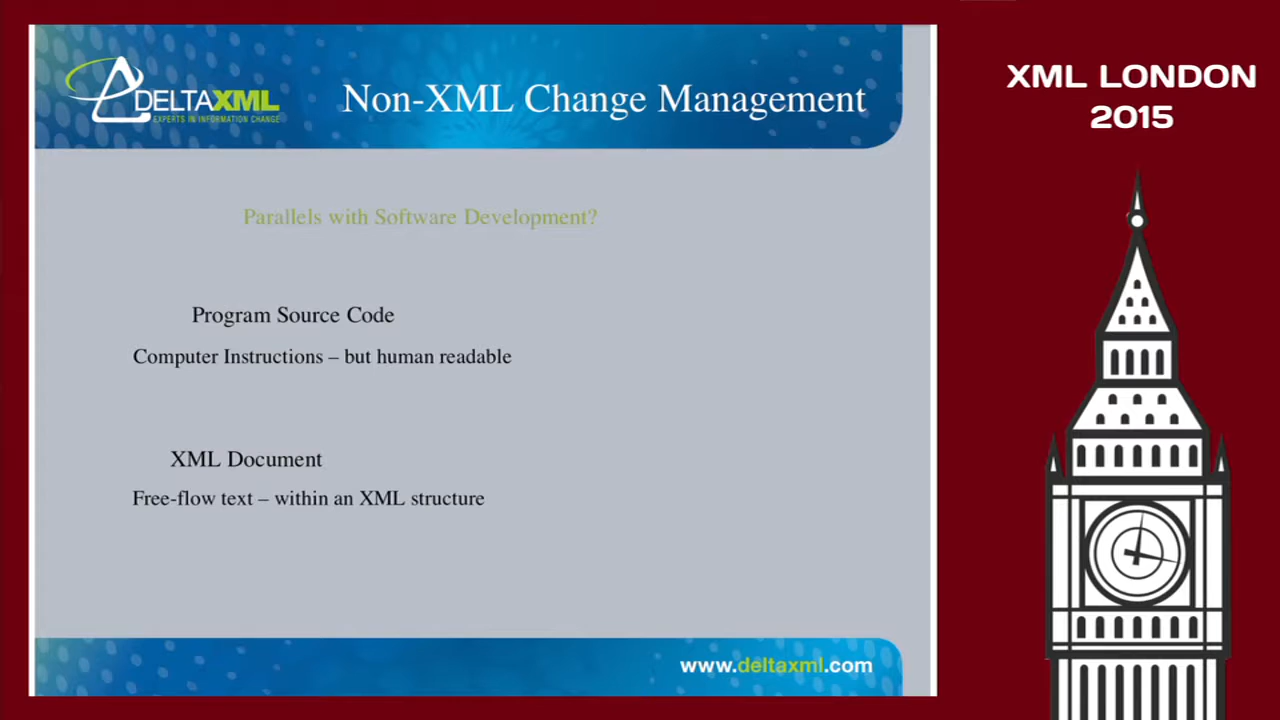 DELTAXML
EXPERTS IN INFORMATION CHANGE
Non-XML Change Management
Parallels with Software Development?
Program Source Code
Computer Instructions – but human readable
XML Document
Free-flow text – within an XML structure
www.deltaxml.com
XML LONDON
2015